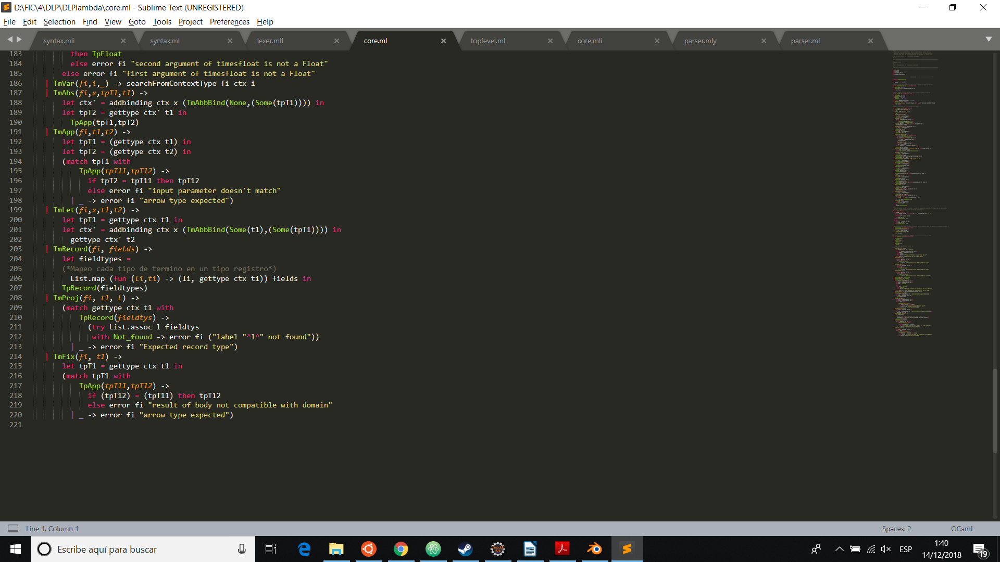 D:\FIC\4\DLP\DLPlambda\core.ml - Sublime Text (UNREGISTERED)
File Edit Selection Find View Goto Tools Project Preferences Help
syntax.mli syntax.ml lexer.mll core.ml toplevel.ml core.mli parser.mly parser.ml
183 then TpFloat
184 else error fi "second argument of timesfloat is not a Float"
185 else error fi "first argument of timesfloat is not a Float"
186 | TmVar(fi,i,_) -> searchFromContextType fi ctx i
187 | TmAbs(fi,x,tpT1,t1) ->
188 let ctx' = addbinding ctx x (TmAbbBind(None,(Some(tpT1)))) in
189 let tpT2 = gettype ctx' t1 in
190 TpApp(tpT1,tpT2)
191 | TmApp(fi,t1,t2) ->
192 let tpT1 = (gettype ctx t1) in
193 let tpT2 = (gettype ctx t2) in
194 (match tpT1 with
195 TpApp(tpT11,tpT12) ->
196 if tpT2 = tpT11 then tpT12
197 else error fi "input parameter doesn't match"
198 | _ -> error fi "arrow type expected")
199 | TmLet(fi,x,t1,t2) ->
200 let tpT1 = gettype ctx t1 in
201 let ctx' = addbinding ctx x (TmAbbBind(Some(t1),(Some(tpT1)))) in
202 gettype ctx' t2
203 | TmRecord(fi, fields) ->
204 let fieldtypes =
205 (*Mapeo cada tipo de termino en un tipo registro*)
206 List.map (fun (li,ti) -> (li, gettype ctx ti)) fields in
207 TpRecord(fieldtypes)
208 | TmProj(fi, t1, l) ->
209 (match gettype ctx t1 with
210 TpRecord(fieldtys) ->
211 (try List.assoc l fieldtys
212 with Not_found -> error fi ("label "^l^" not found"))
213 | _ -> error fi "Expected record type")
214 | TmFix(fi, t1) ->
215 let tpT1 = gettype ctx t1 in
216 (match tpT1 with
217 TpApp(tpT11,tpT12) ->
218 if (tpT12) = (tpT11) then tpT12
219 else error fi "result of body not compatible with domain"
220 | _ -> error fi "arrow type expected")
221
Line 1, Column 1 Spaces: 2 OCaml
Escribe aquí para buscar
ESP
1:40
14/12/2018
19